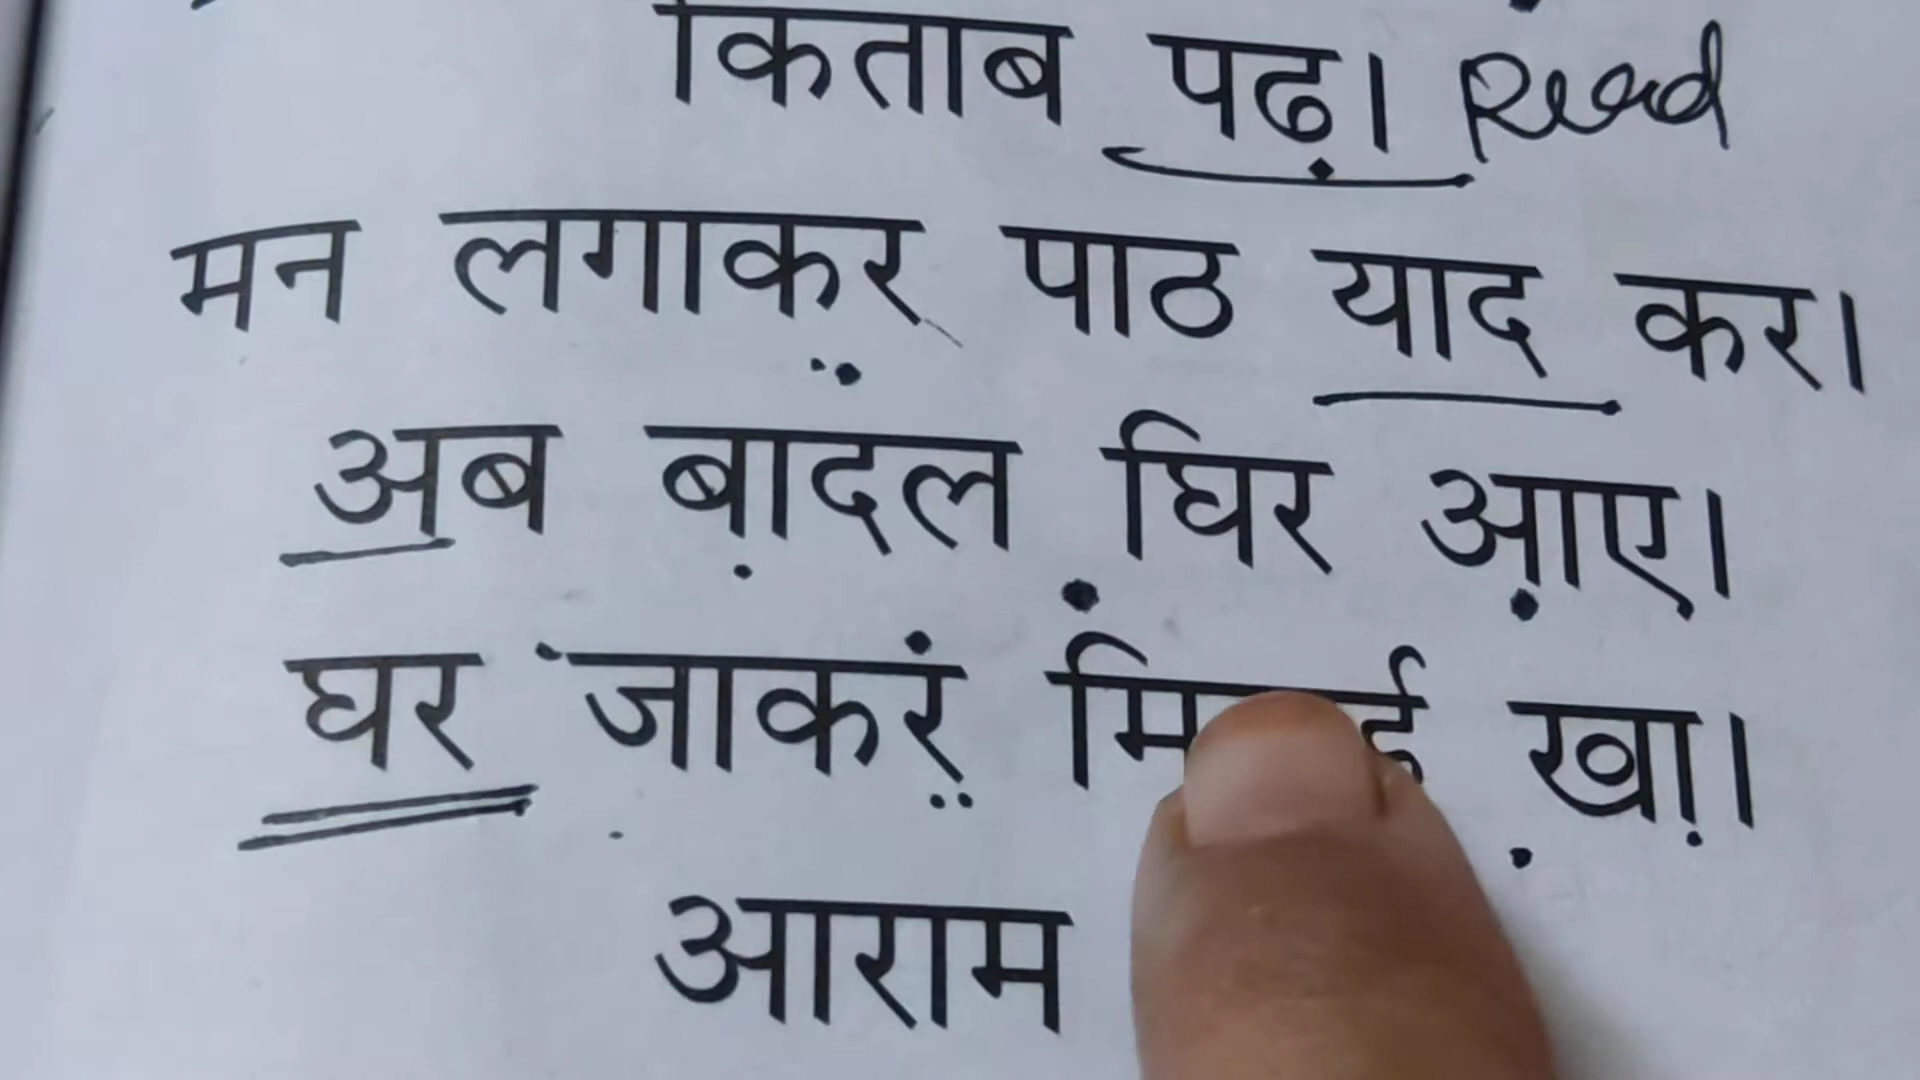 किताब पढ़। Read
मन लगाकर पाठ याद कर।
अब बादल घिर आए।
घर जाकर खा।
आराम